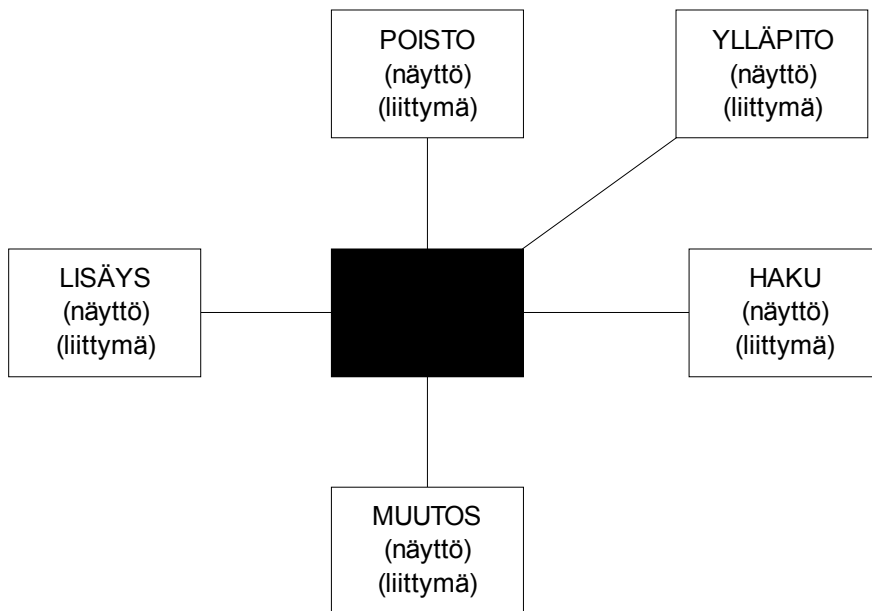 POISTO
(näyttö)
(liittymä)
YLLÄPITO
(näyttö)
(liittymä)
LISÄYS
(näyttö)
(liittymä)
HAKU
(näyttö)
(liittymä)
MUUTOS
(näyttö)
(liittymä)